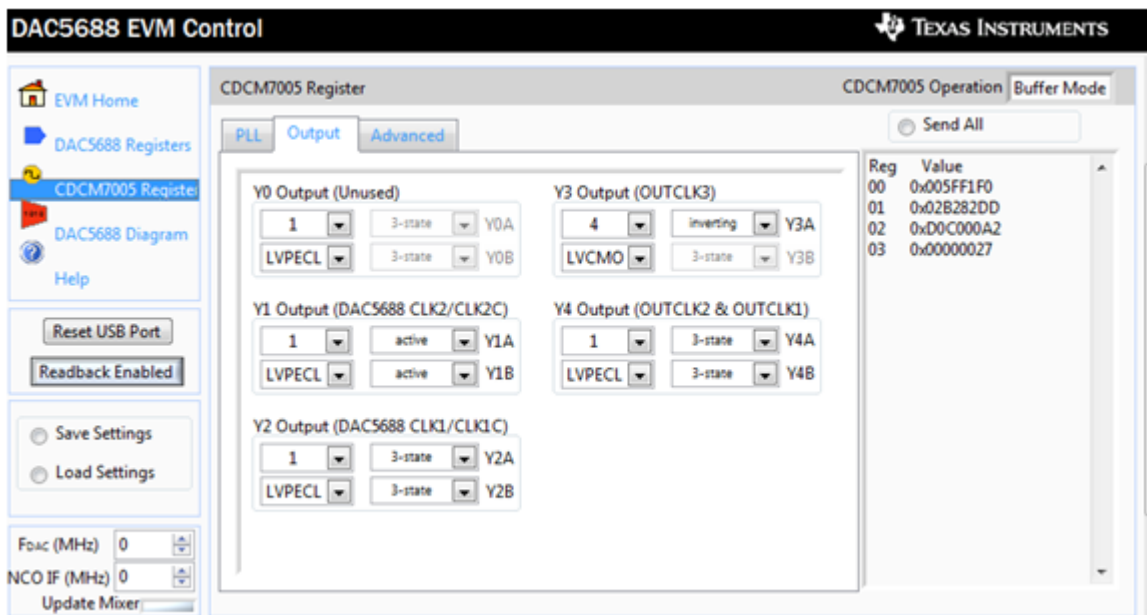 DAC5688 EVM Control
TEXAS INSTRUMENTS
EVM Home
DAC5688 Registers
CDCM7005 Register
DAC5688 Diagram
Help
Reset USB Port
Readback Enabled
Save Settings
Load Settings
FDAC (MHz) 0
NCO IF (MHz) 0
Update Mixer
CDCM7005 Register
CDCM7005 Operation Buffer Mode
PLL Output Advanced
Send All
Y0 Output (Unused)
1 3-state Y0A
LVPECL 3-state Y0B
Y1 Output (DAC5688 CLK2/CLK2C)
1 active Y1A
LVPECL active Y1B
Y2 Output (DAC5688 CLK1/CLK1C)
1 3-state Y2A
LVPECL 3-state Y2B
Y3 Output (OUTCLK3)
4 inverting Y3A
LVCMO 3-state Y3B
Y4 Output (OUTCLK2 & OUTCLK1)
1 3-state Y4A
LVPECL 3-state Y4B
Reg Value
00 0x005FF1F0
01 0x02B282DD
02 0xD0C000A2
03 0x00000027